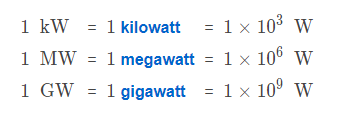 1 kW = 1 kilowatt = 1 × 10³ W
1 MW = 1 megawatt = 1 × 10⁶ W
1 GW = 1 gigawatt = 1 × 10⁹ W